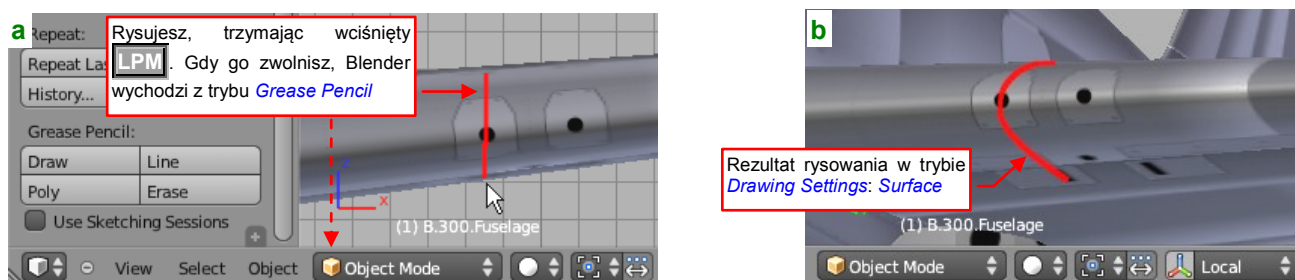 a
Repeat:
Repeat Las
History...
Grease Pencil:
Draw Line
Poly Erase
Use Sketching Sessions
Rysujesz, trzymając wciśnięty
LPM. Gdy go zwolnisz, Blender
wychodzi z trybu Grease Pencil
z
x
(1) B.300.Fuselage
View Select Object Object Mode
b
Rezultat rysowania w trybie
Drawing Settings: Surface
(1) B.300.Fuselage
Object Mode Local